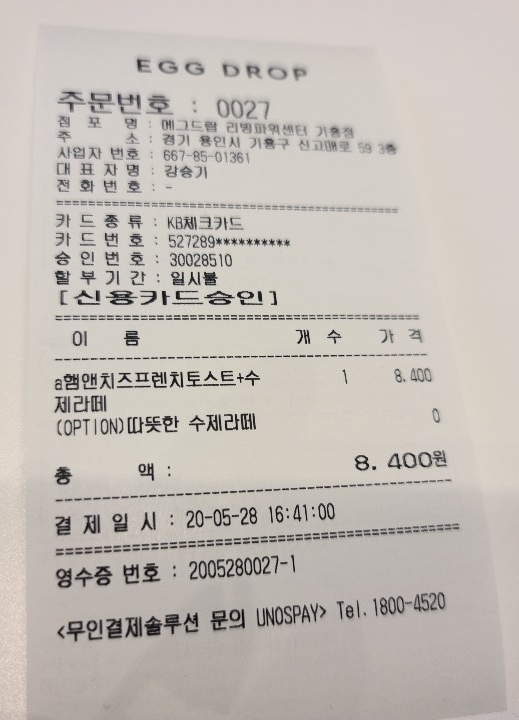 EGG DROP
주문번호 : 0027
점 포 명 : 에그드랍 리빙파워센터 기흥점
주 소 : 경기 용인시 기흥구 신고매로 59 3층
사업자 번호 : 667-85-01361
대 표 자 명 : 강승기
전 화 번 호 : -
카 드 종 류 : KB체크카드
카 드 번 호 : 527289**********
승 인 번 호 : 30028510
할 부 기 간 : 일시불
[신용카드승인]
이 름 개 수 가 격
a햄앤치즈프렌치토스트+수 1 8,400
제라떼
(OPTION)따뜻한 수제라떼 0
총 액 : 8,400원
결 제 일 시 : 20-05-28 16:41:00
영수증 번호 : 2005280027-1
<무인결제솔루션 문의 UNOSPAY> Tel.1800-4520